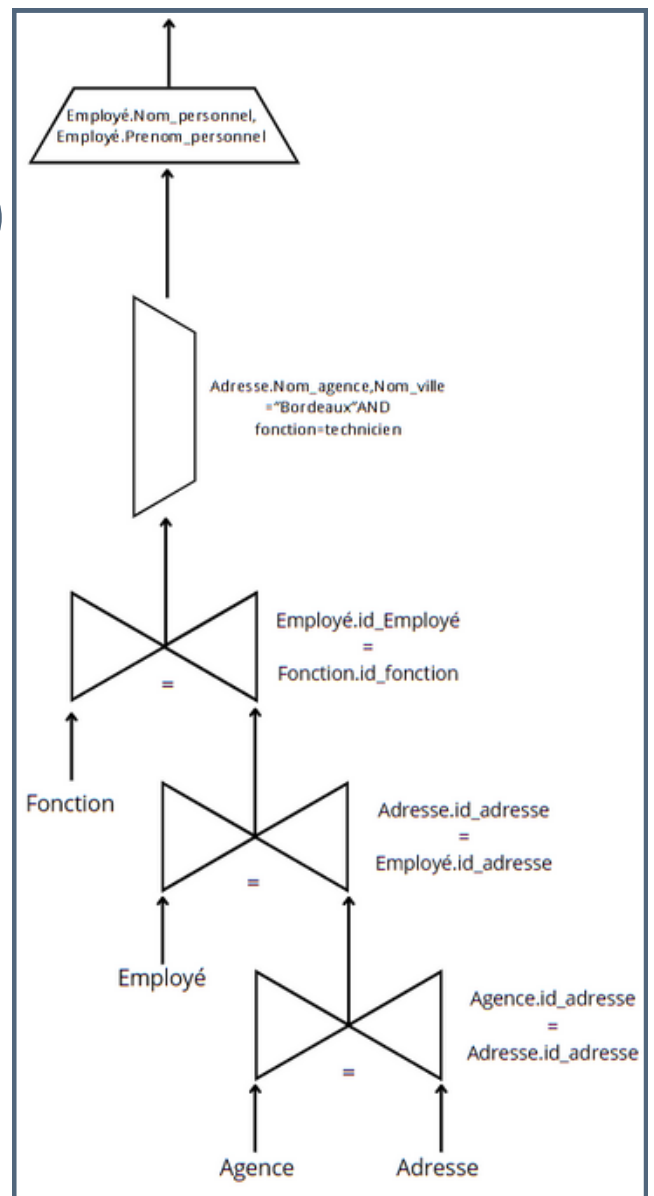 Employé.Nom_personnel,
Employé.Prenom_personnel
Adresse.Nom_agence,Nom_ville
="Bordeaux"AND
fonction=technicien
Employé.id_Employé
=
Fonction.id_fonction
=
Fonction
Adresse.id_adresse
=
Employé.id_adresse
=
Employé
Agence.id_adresse
=
Adresse.id_adresse
=
Agence
Adresse